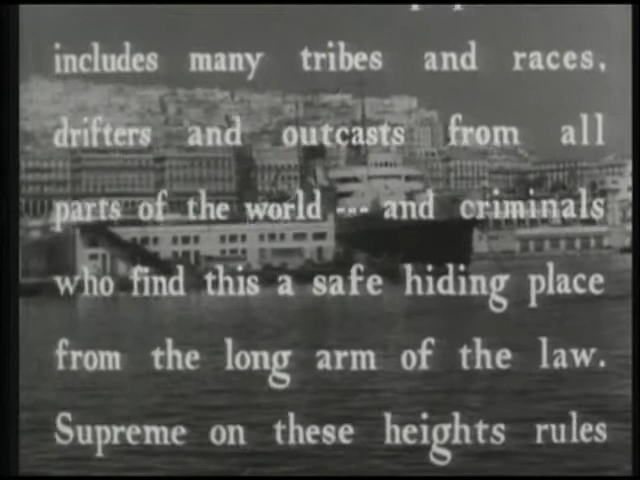 includes many tribes and races,
drifters and outcasts from all
parts of the world --- and criminals
who find this a safe hiding place
from the long arm of the law.
Supreme on these heights rules